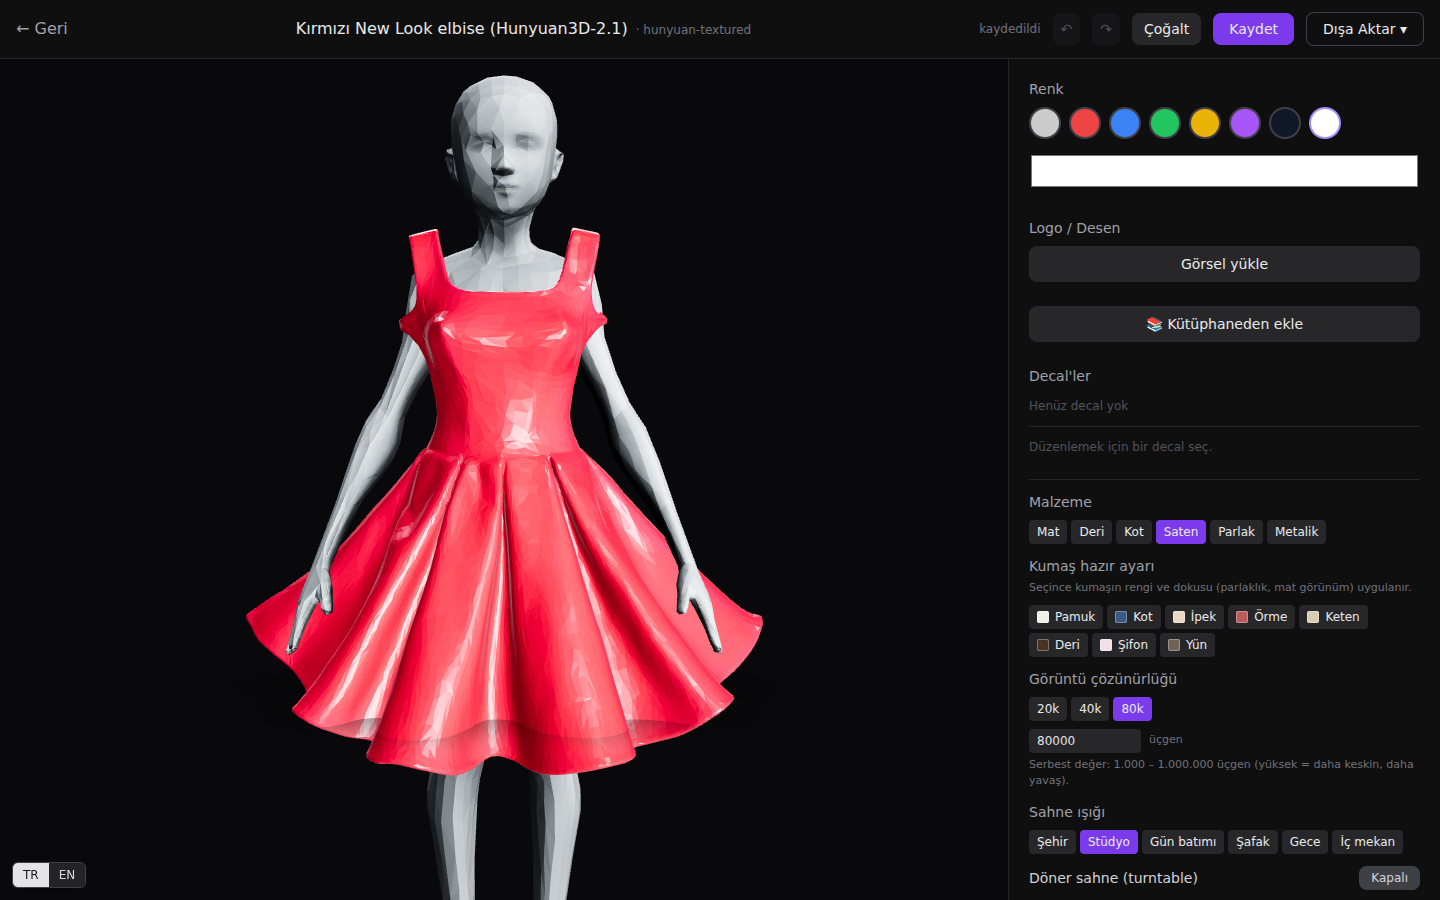 ← Geri
Kırmızı New Look elbise (Hunyuan3D-2.1) · hunyuan-textured
kaydedildi
↶
↷
Çoğalt
Kaydet
Dışa Aktar ▾
Renk
Logo / Desen
Görsel yükle
📚 Kütüphaneden ekle
Decal'ler
Henüz decal yok
Düzenlemek için bir decal seç.
Malzeme
Mat Deri Kot Saten Parlak Metalik
Kumaş hazır ayarı
Seçince kumaşın rengi ve dokusu (parlaklık, mat görünüm) uygulanır.
Pamuk Kot İpek Örme Keten
Deri Şifon Yün
Görüntü çözünürlüğü
20k 40k 80k
80000 üçgen
Serbest değer: 1.000 – 1.000.000 üçgen (yüksek = daha keskin, daha
yavaş).
Sahne ışığı
Şehir Stüdyo Gün batımı Şafak Gece İç mekan
Döner sahne (turntable) Kapalı
TR EN